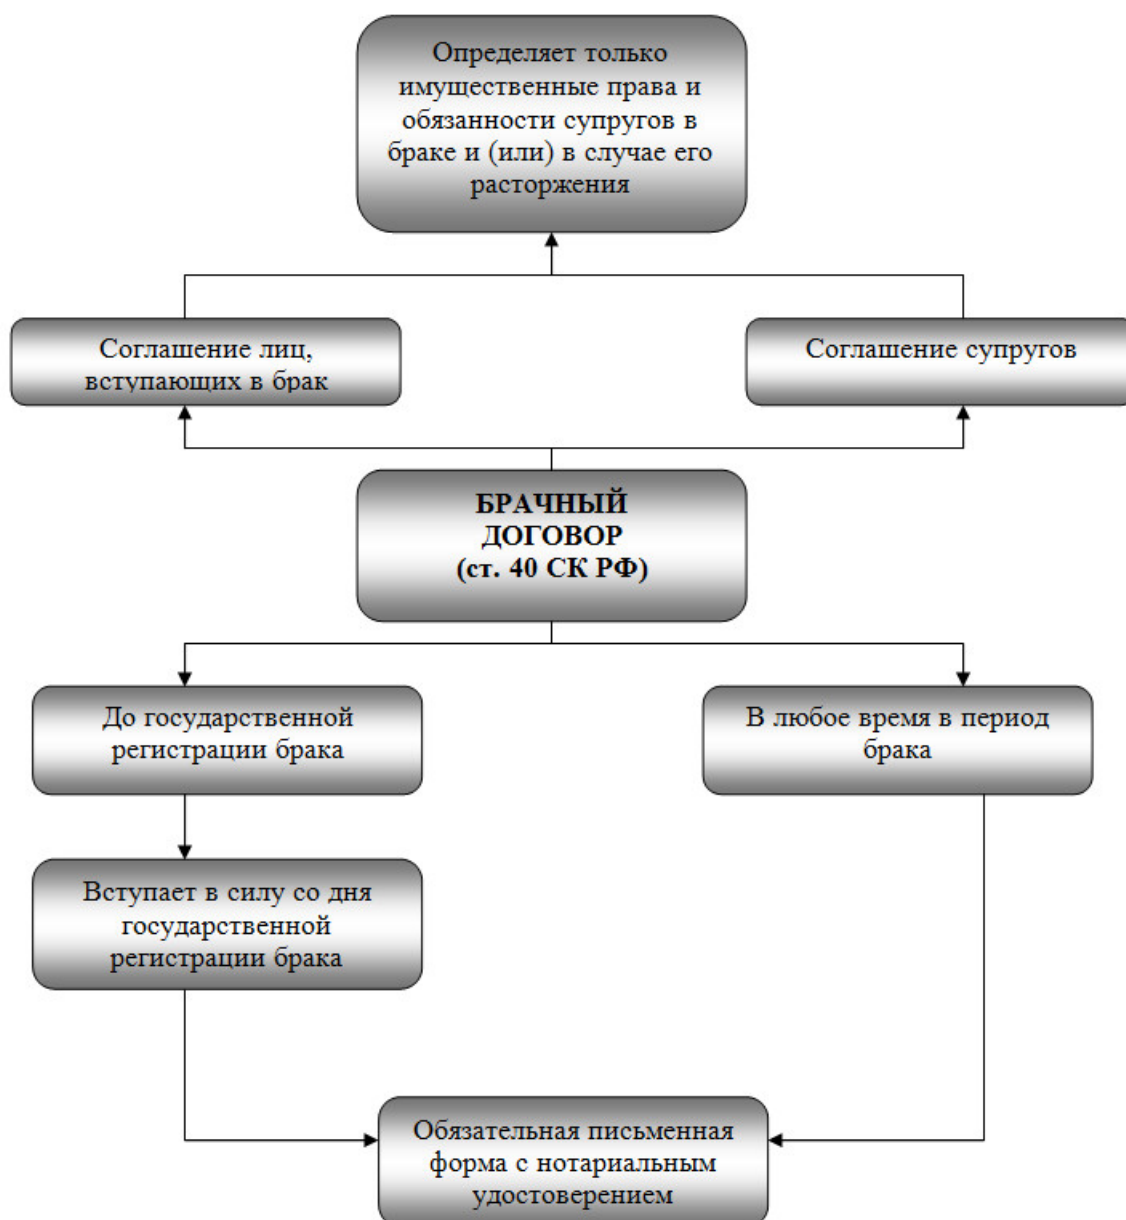 Определяет только
имущественные права и
обязанности супругов в
браке и (или) в случае его
расторжения
Соглашение лиц,
вступающих в брак
Соглашение супругов
БРАЧНЫЙ
ДОГОВОР
(ст. 40 СК РФ)
До государственной
регистрации брака
В любое время в период
брака
Вступает в силу со дня
государственной
регистрации брака
Обязательная письменная
форма с нотариальным
удостоверением